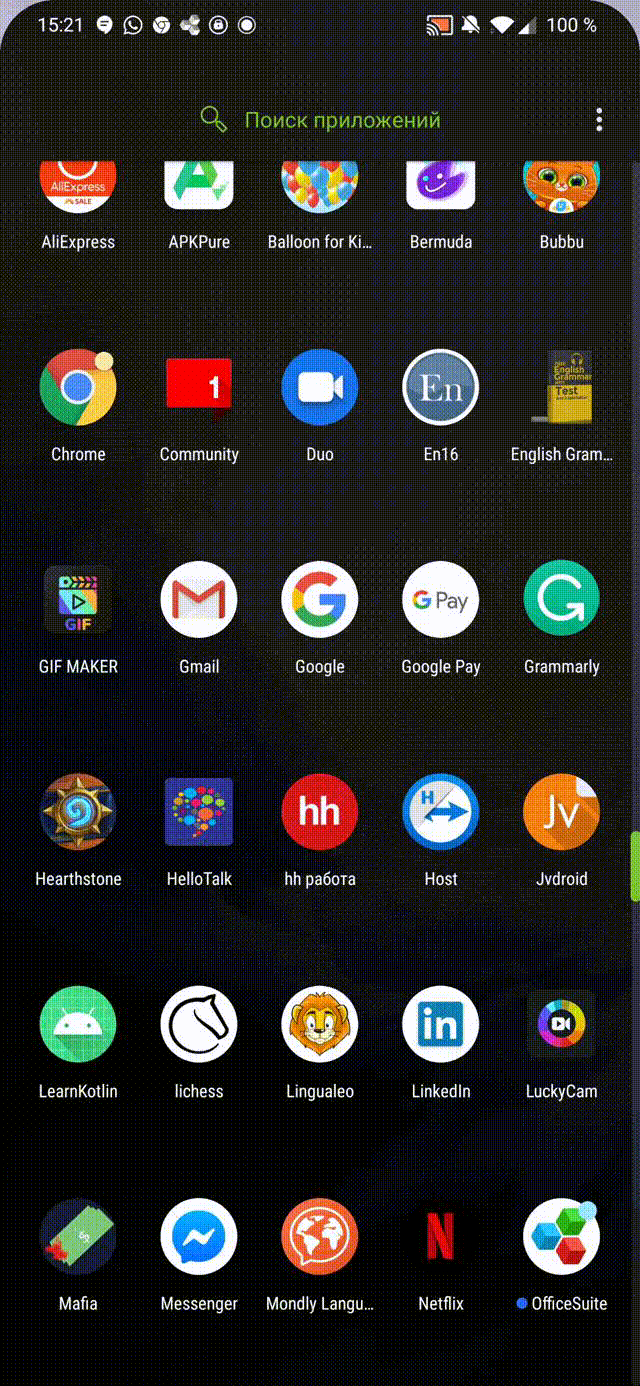 15:21 100 %
Поиск приложений
AliExpress
SALE
AliExpress APKPure Balloon for Ki... Bermuda Bubbu
1 En English Grammar Test
Chrome Community Duo En16 English Gram...
GIF G Pay
GIF MAKER Gmail Google Google Pay Grammarly
hh H Jv
Hearthstone HelloTalk hh работа Host Jvdroid
in
LearnKotlin lichess Lingualeo LinkedIn LuckyCam
N
Mafia Messenger Mondly Langu... Netflix OfficeSuite